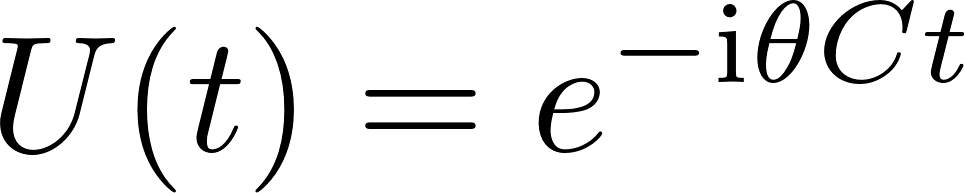 U(t) = e^{−iθCt}